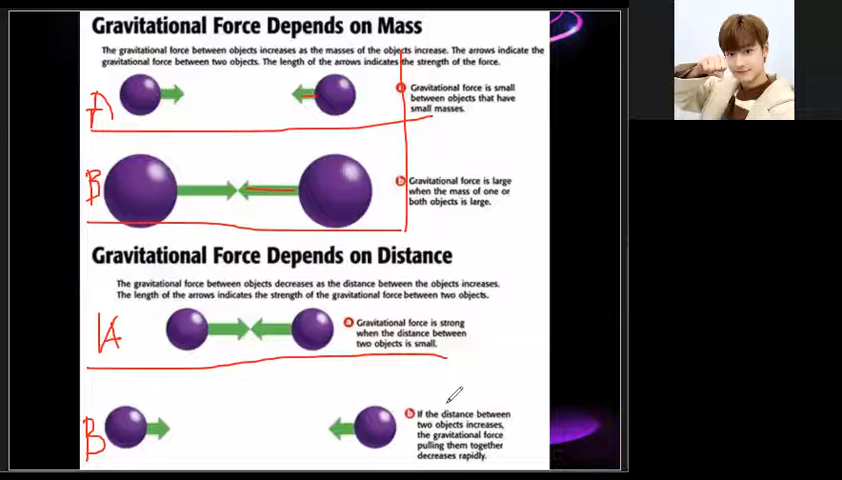 Gravitational Force Depends on Mass
The gravitational force between objects increases as the masses of the objects increase. The arrows indicate the
gravitational force between two objects. The length of the arrows indicates the strength of the force.
A
a Gravitational force is small
between objects that have
small masses.
B
b Gravitational force is large
when the mass of one or
both objects is large.
Gravitational Force Depends on Distance
The gravitational force between objects decreases as the distance between the objects increases.
The length of the arrows indicates the strength of the gravitational force between two objects.
A
a Gravitational force is strong
when the distance between
two objects is small.
B
b If the distance between
two objects increases,
the gravitational force
pulling them together
decreases rapidly.